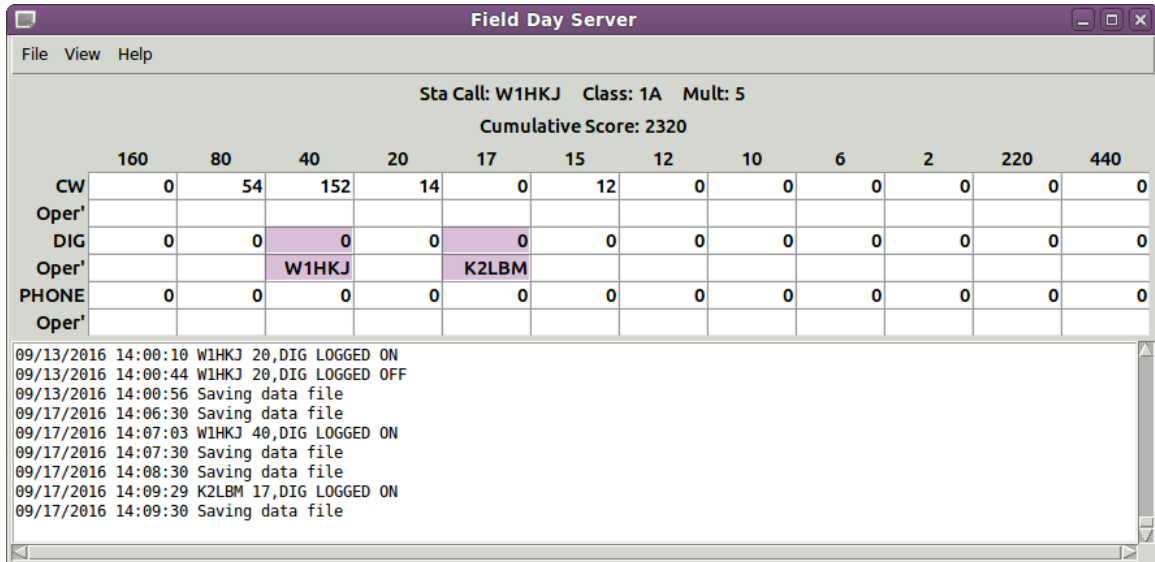 Field Day Server
File View Help
Sta Call: W1HKJ Class: 1A Mult: 5
Cumulative Score: 2320
160 80 40 20 17 15 12 10 6 2 220 440
CW 0 54 152 14 0 12 0 0 0 0 0 0
Oper'
DIG 0 0 0 0 0 0 0 0 0 0 0 0
Oper' W1HKJ K2LBM
PHONE 0 0 0 0 0 0 0 0 0 0 0 0
Oper'
09/13/2016 14:00:10 W1HKJ 20,DIG LOGGED ON
09/13/2016 14:00:44 W1HKJ 20,DIG LOGGED OFF
09/13/2016 14:00:56 Saving data file
09/17/2016 14:06:30 Saving data file
09/17/2016 14:07:03 W1HKJ 40,DIG LOGGED ON
09/17/2016 14:07:30 Saving data file
09/17/2016 14:08:30 Saving data file
09/17/2016 14:09:29 K2LBM 17,DIG LOGGED ON
09/17/2016 14:09:30 Saving data file